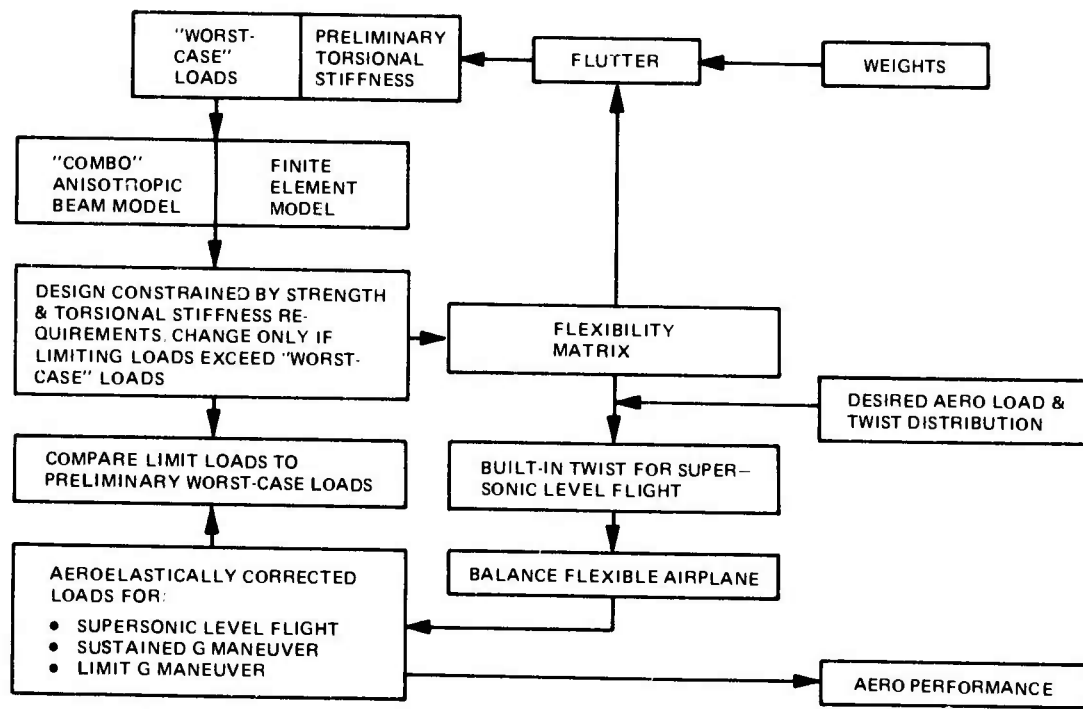 "WORST-
CASE"
LOADS
PRELIMINARY
TORSIONAL
STIFFNESS
FLUTTER
WEIGHTS
"COMBO"
ANISOTROPIC
BEAM MODEL
FINITE
ELEMENT
MODEL
DESIGN CONSTRAINED BY STRENGTH
& TORSIONAL STIFFNESS RE-
QUIREMENTS. CHANGE ONLY IF
LIMITING LOADS EXCEED "WORST-
CASE" LOADS
FLEXIBILITY
MATRIX
DESIRED AERO LOAD &
TWIST DISTRIBUTION
COMPARE LIMIT LOADS TO
PRELIMINARY WORST-CASE LOADS
BUILT-IN TWIST FOR SUPER–
SONIC LEVEL FLIGHT
BALANCE FLEXIBLE AIRPLANE
AEROELASTICALLY CORRECTED
LOADS FOR:
● SUPERSONIC LEVEL FLIGHT
● SUSTAINED G MANEUVER
● LIMIT G MANEUVER
AERO PERFORMANCE